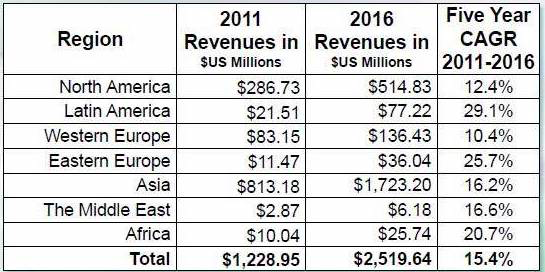 Region 2011 Revenues in $US Millions 2016 Revenues in $US Millions Five Year CAGR 2011-2016
North America $286.73 $514.83 12.4%
Latin America $21.51 $77.22 29.1%
Western Europe $83.15 $136.43 10.4%
Eastern Europe $11.47 $36.04 25.7%
Asia $813.18 $1,723.20 16.2%
The Middle East $2.87 $6.18 16.6%
Africa $10.04 $25.74 20.7%
Total $1,228.95 $2,519.64 15.4%